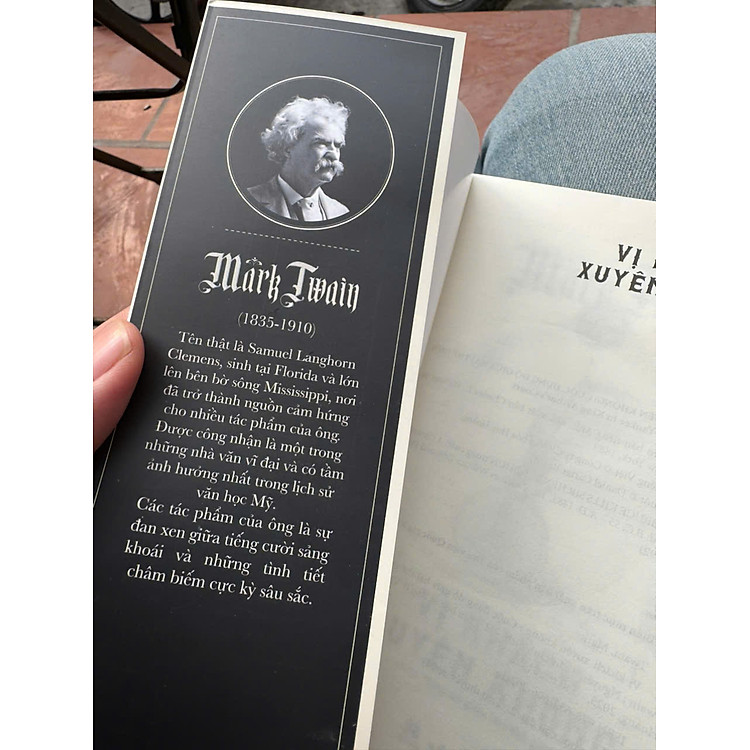 Mark Twain
(1835-1910)
Tên thật là Samuel Langhorn
Clemens, sinh tại Florida và lớn
lên bên bờ sông Mississippi, nơi
đã trở thành nguồn cảm hứng
cho nhiều tác phẩm của ông.
Được công nhận là một trong
những nhà văn vĩ đại và có tầm
ảnh hưởng nhất trong lịch sử
văn học Mỹ.
Các tác phẩm của ông là sự
đan xen giữa tiếng cười sảng
khoái và những tình tiết
châm biếm cực kỳ sâu sắc.
VỊ
XUYÊN